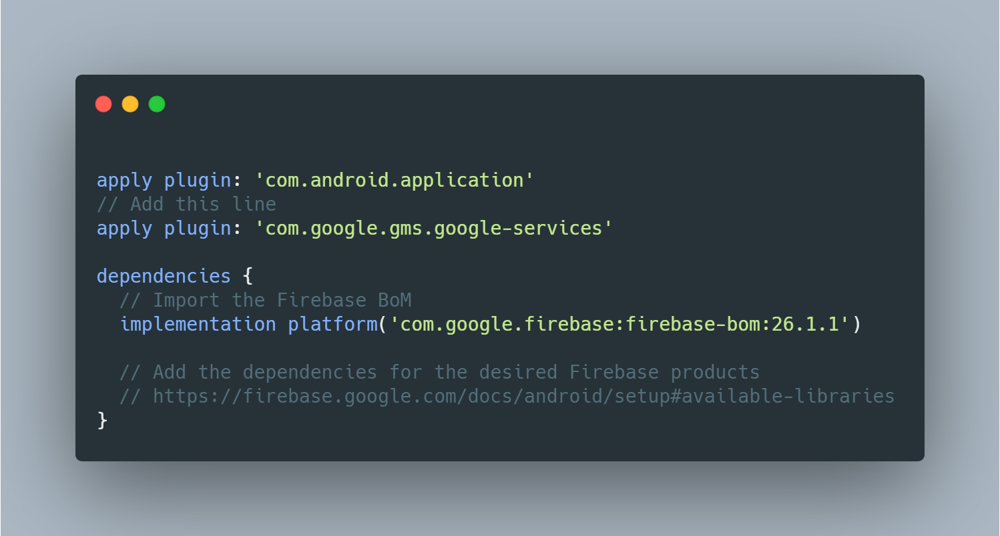 apply plugin: 'com.android.application'
// Add this line
apply plugin: 'com.google.gms.google-services'
dependencies {
// Import the Firebase BoM
implementation platform('com.google.firebase:firebase-bom:26.1.1')
// Add the dependencies for the desired Firebase products
// https://firebase.google.com/docs/android/setup#available-libraries
}